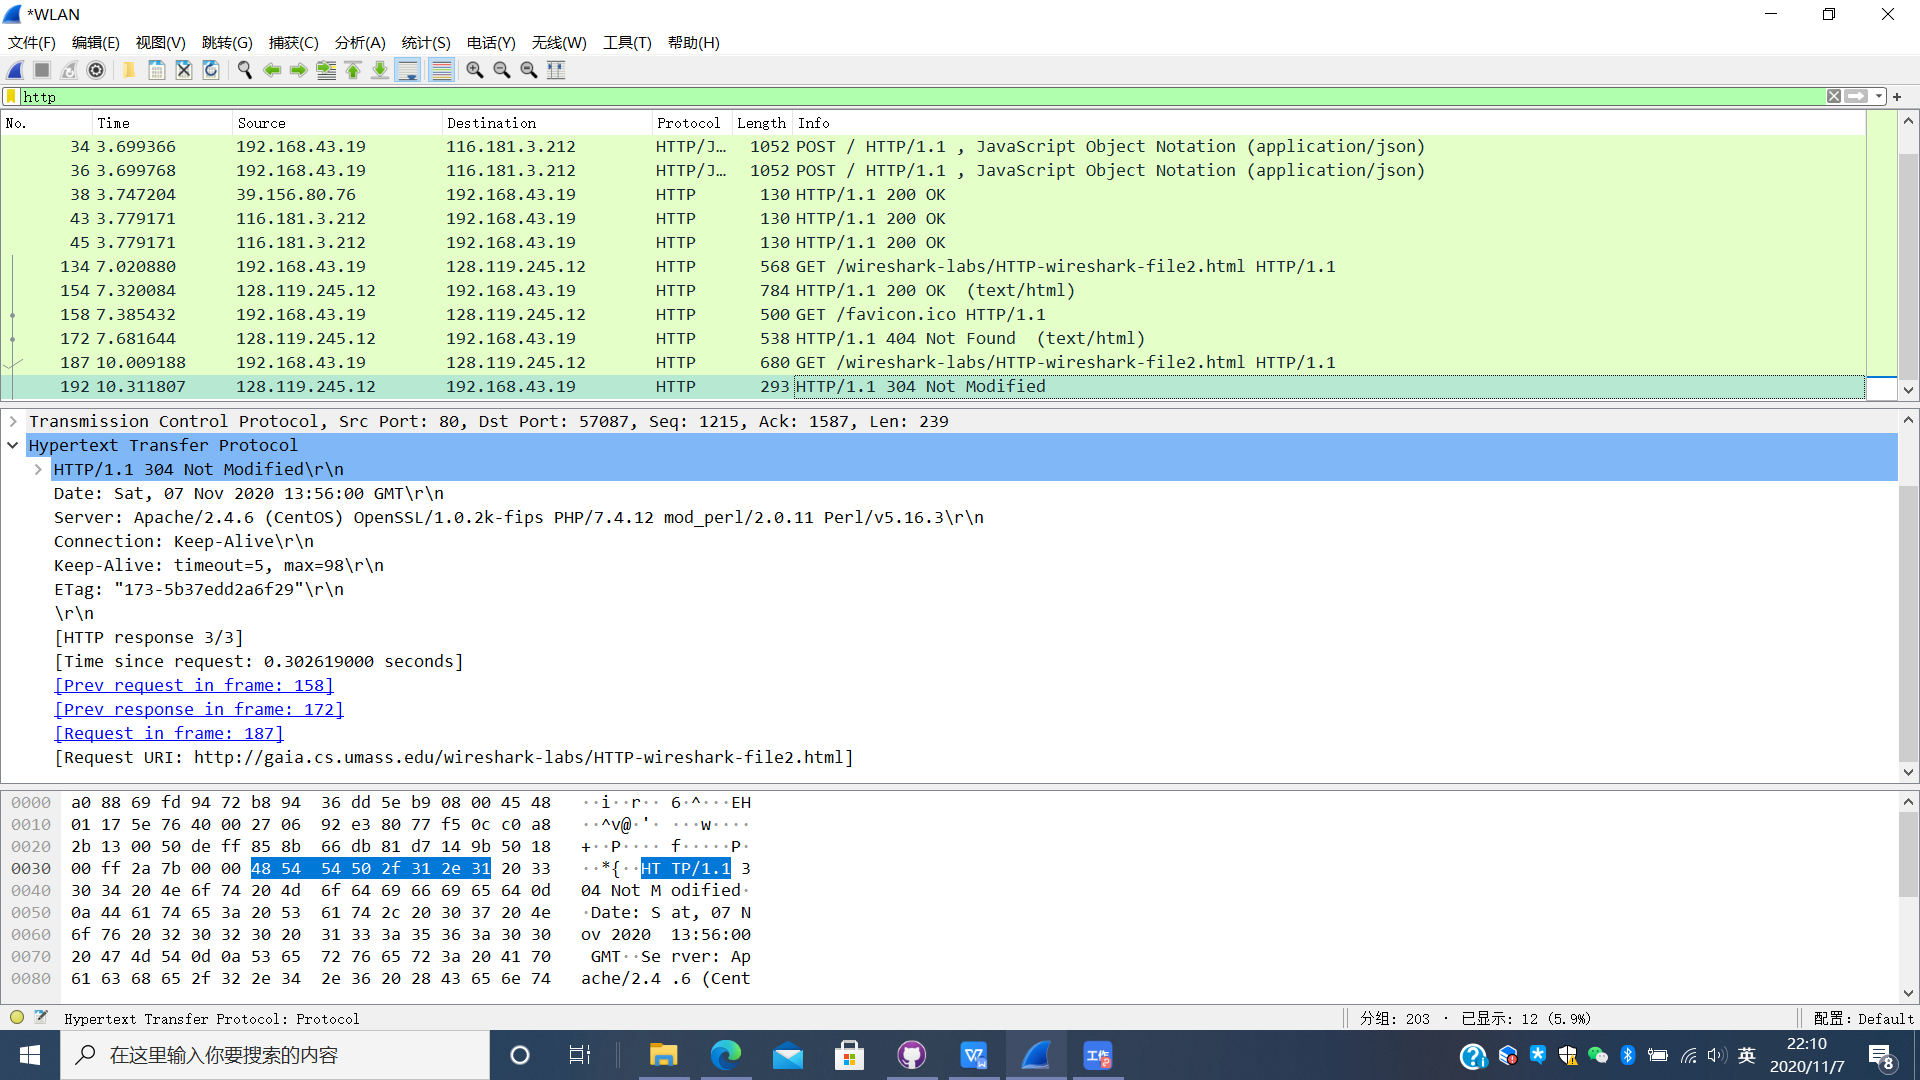 *WLAN
文件(F) 编辑(E) 视图(V) 跳转(G) 捕获(C) 分析(A) 统计(S) 电话(Y) 无线(W) 工具(T) 帮助(H)
http
No. Time Source Destination Protocol Length Info
34 3.699366 192.168.43.19 116.181.3.212 HTTP/J… 1052 POST / HTTP/1.1 , JavaScript Object Notation (application/json)
36 3.699768 192.168.43.19 116.181.3.212 HTTP/J… 1052 POST / HTTP/1.1 , JavaScript Object Notation (application/json)
38 3.747204 39.156.80.76 192.168.43.19 HTTP 130 HTTP/1.1 200 OK
43 3.779171 116.181.3.212 192.168.43.19 HTTP 130 HTTP/1.1 200 OK
45 3.779171 116.181.3.212 192.168.43.19 HTTP 130 HTTP/1.1 200 OK
134 7.020880 192.168.43.19 128.119.245.12 HTTP 568 GET /wireshark-labs/HTTP-wireshark-file2.html HTTP/1.1
154 7.320084 128.119.245.12 192.168.43.19 HTTP 784 HTTP/1.1 200 OK (text/html)
158 7.385432 192.168.43.19 128.119.245.12 HTTP 500 GET /favicon.ico HTTP/1.1
172 7.681644 128.119.245.12 192.168.43.19 HTTP 538 HTTP/1.1 404 Not Found (text/html)
187 10.009188 192.168.43.19 128.119.245.12 HTTP 680 GET /wireshark-labs/HTTP-wireshark-file2.html HTTP/1.1
192 10.311807 128.119.245.12 192.168.43.19 HTTP 293 HTTP/1.1 304 Not Modified
Transmission Control Protocol, Src Port: 80, Dst Port: 57087, Seq: 1215, Ack: 1587, Len: 239
Hypertext Transfer Protocol
HTTP/1.1 304 Not Modified\r\n
Date: Sat, 07 Nov 2020 13:56:00 GMT\r\n
Server: Apache/2.4.6 (CentOS) OpenSSL/1.0.2k-fips PHP/7.4.12 mod_perl/2.0.11 Perl/v5.16.3\r\n
Connection: Keep-Alive\r\n
Keep-Alive: timeout=5, max=98\r\n
ETag: "173-5b37edd2a6f29"\r\n
\r\n
[HTTP response 3/3]
[Time since request: 0.302619000 seconds]
[Prev request in frame: 158]
[Prev response in frame: 172]
[Request in frame: 187]
[Request URI: http://gaia.cs.umass.edu/wireshark-labs/HTTP-wireshark-file2.html]
0000 a0 88 69 fd 94 72 b8 94 36 dd 5e b9 08 00 45 48 ··i··r·· 6·^···EH
0010 01 17 5e 76 40 00 27 06 92 e3 80 77 f5 0c c0 a8 ··^v@·'· ···w····
0020 2b 13 00 50 de ff 85 8b 66 db 81 d7 14 9b 50 18 +··P···· f·····P·
0030 00 ff 2a 7b 00 00 48 54 54 50 2f 31 2e 31 20 33 ··*{··HT TP/1.1 3
0040 30 34 20 4e 6f 74 20 4d 6f 64 69 66 69 65 64 0d 04 Not M odified·
0050 0a 44 61 74 65 3a 20 53 61 74 2c 20 30 37 20 4e ·Date: S at, 07 N
0060 6f 76 20 32 30 32 30 20 31 33 3a 35 36 3a 30 30 ov 2020 13:56:00
0070 20 47 4d 54 0d 0a 53 65 72 76 65 72 3a 20 41 70 GMT··Se rver: Ap
0080 61 63 68 65 2f 32 2e 34 2e 36 20 28 43 65 6e 74 ache/2.4 .6 (Cent
Hypertext Transfer Protocol: Protocol 分组: 203 · 已显示: 12 (5.9%) 配置: Default
在这里输入你要搜索的内容 工作 英 22:10 8
2020/11/7